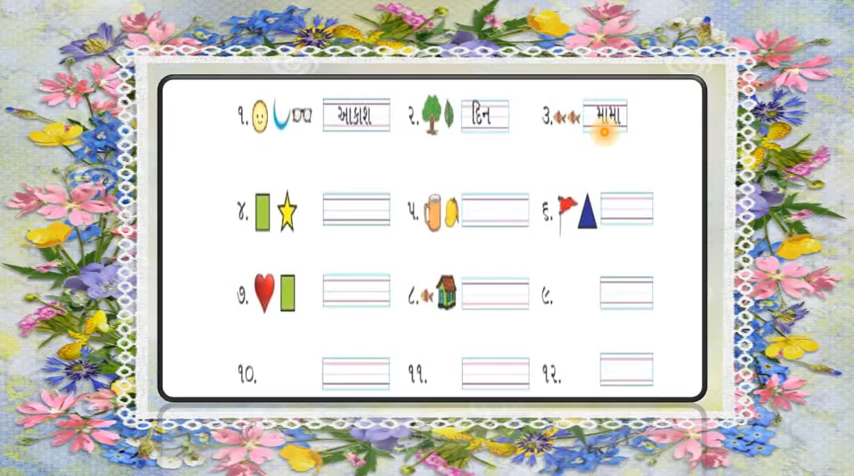 ૧. આકાશ ૨. દિન ૩. મામા
૪. ૫. ૬.
૭. ૮. ૯.
૧૦. ૧૧. ૧૨.